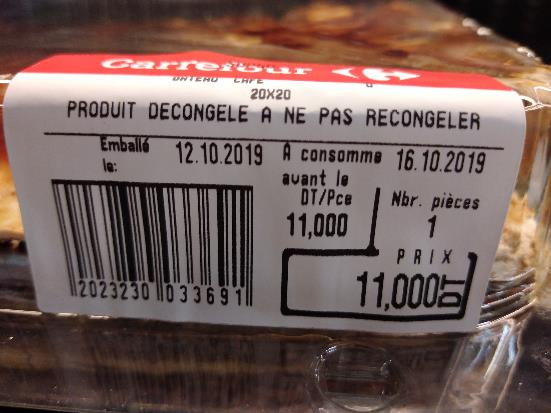 Carrefour
GATEAU CAFE
20X20
PRODUIT DECONGELE A NE PAS RECONGELER
Emballé le: 12.10.2019
A consomme avant le 16.10.2019
DT/Pce
11,000
Nbr. pièces
1
PRIX
11,000 DT
2023230 033691